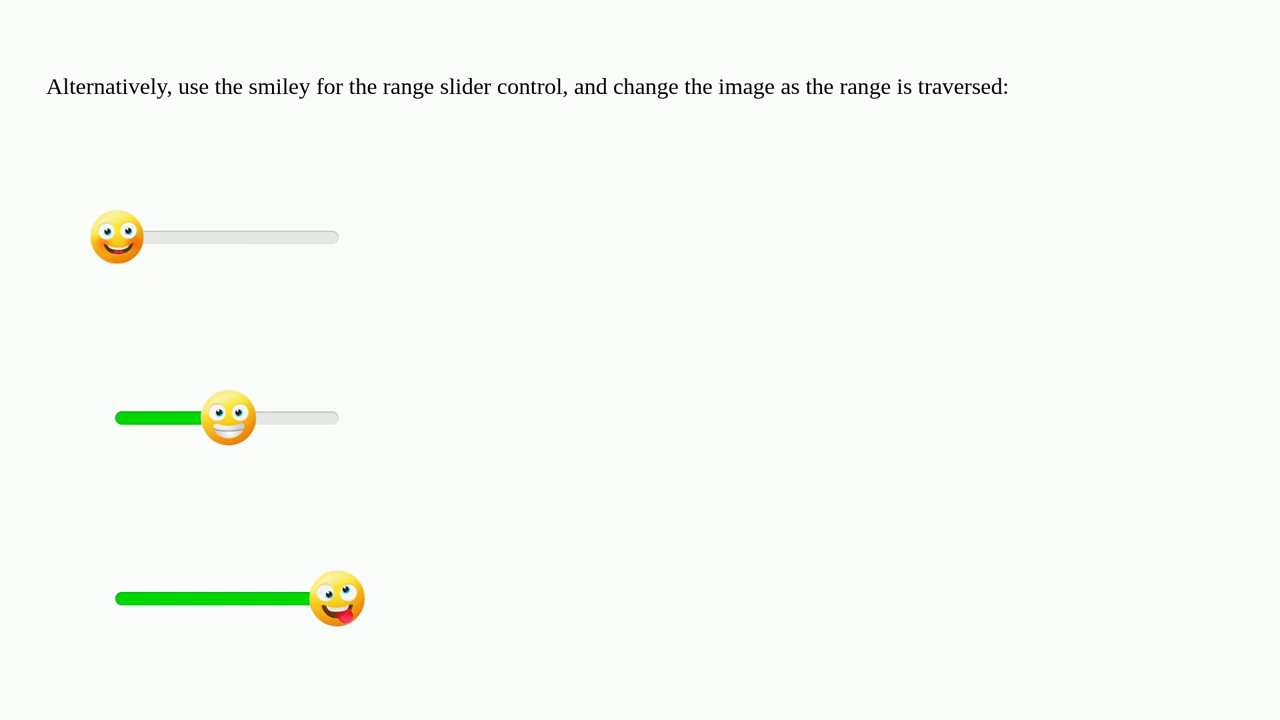 Alternatively, use the smiley for the range slider control, and change the image as the range is traversed: